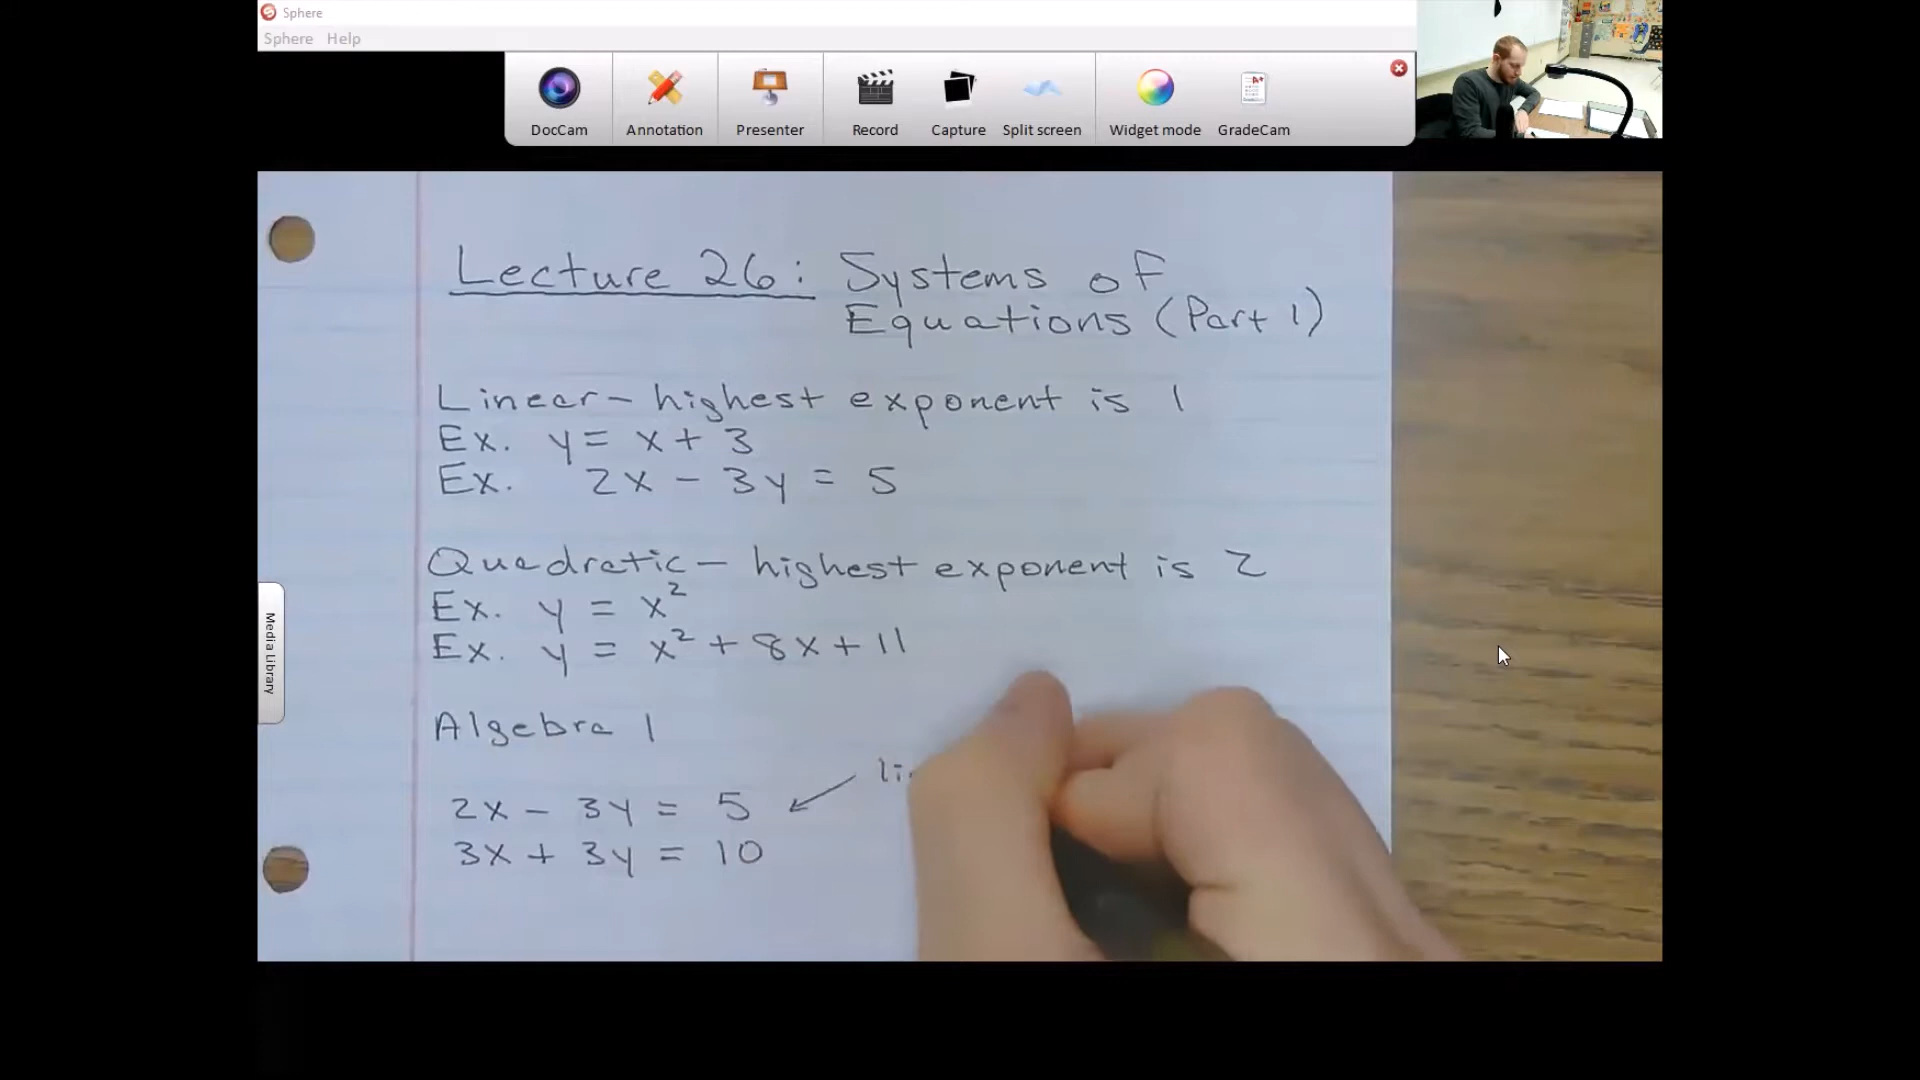 Sphere
Sphere Help
DocCam Annotation Presenter Record Capture Split screen Widget mode GradeCam
Lecture 26: Systems of
Equations (Part 1)
Linear - highest exponent is 1
Ex. y = x + 3
Ex. 2x - 3y = 5
Quadratic - highest exponent is 2
Ex. y = x²
Ex. y = x² + 8x + 11
Media Library
Algebra 1
2x - 3y = 5
3x + 3y = 10